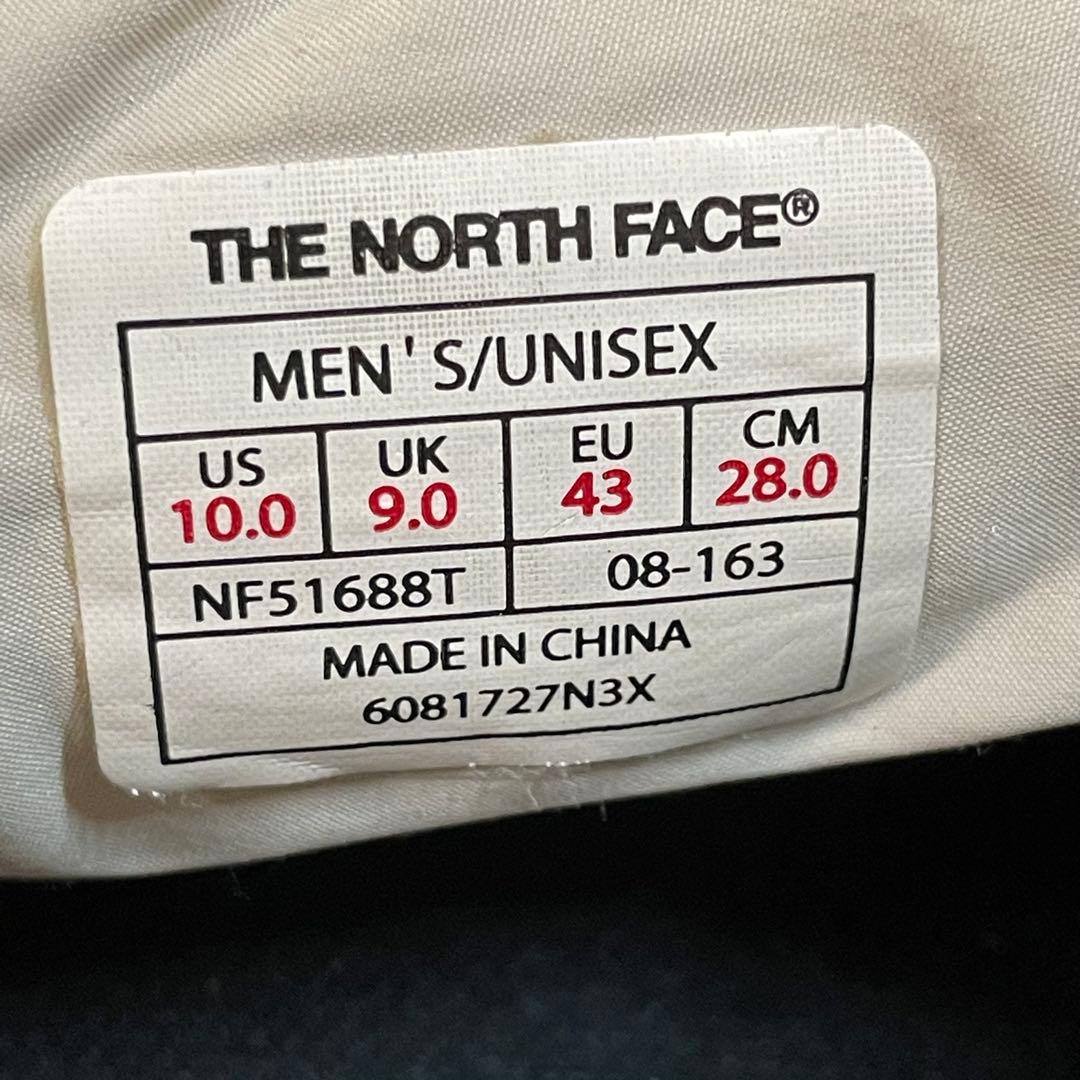 THE NORTH FACE®
MEN'S/UNISEX
US UK EU CM
10.0 9.0 43 28.0
NF51688T 08-163
MADE IN CHINA
6081727N3X